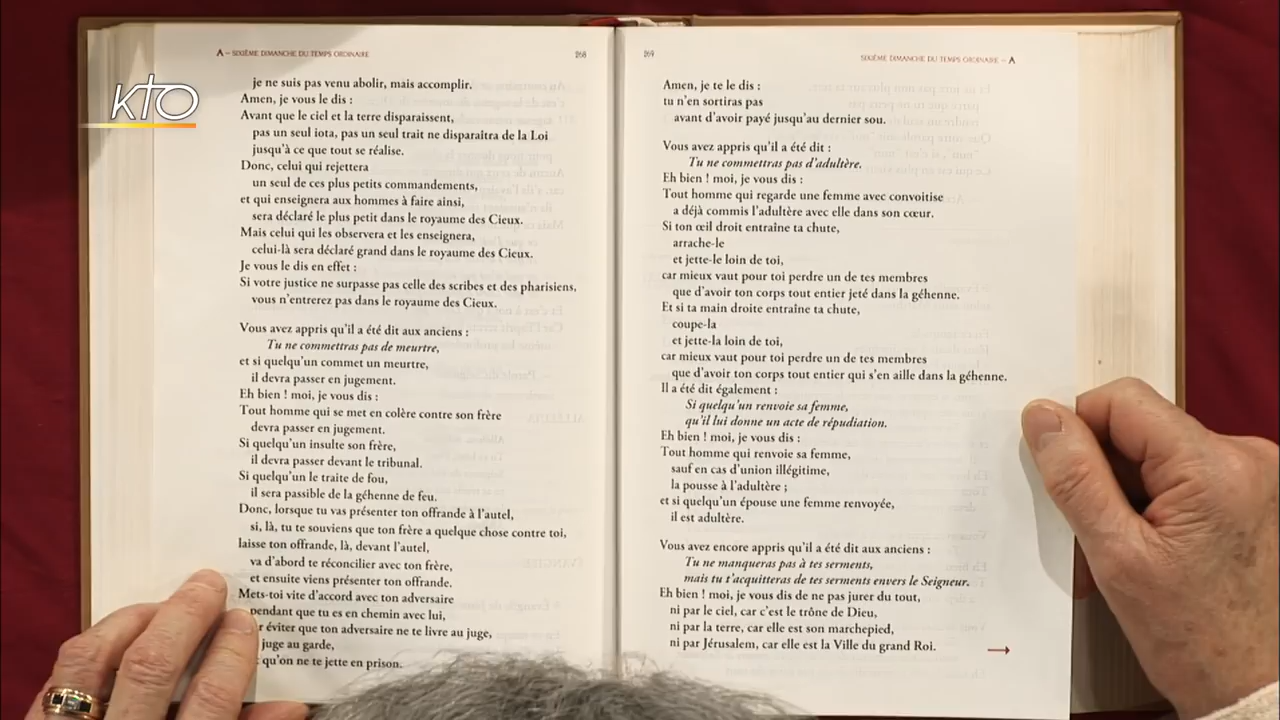 KTO
A – SIXIÈME DIMANCHE DU TEMPS ORDINAIRE 268
je ne suis pas venu abolir, mais accomplir.
Amen, je vous le dis :
Avant que le ciel et la terre disparaissent,
pas un seul iota, pas un seul trait ne disparaîtra de la Loi
jusqu'à ce que tout se réalise.
Donc, celui qui rejettera
un seul de ces plus petits commandements,
et qui enseignera aux hommes à faire ainsi,
sera déclaré le plus petit dans le royaume des Cieux.
Mais celui qui les observera et les enseignera,
celui-là sera déclaré grand dans le royaume des Cieux.
Je vous le dis en effet :
Si votre justice ne surpasse pas celle des scribes et des pharisiens,
vous n'entrerez pas dans le royaume des Cieux.
Vous avez appris qu'il a été dit aux anciens :
Tu ne commettras pas de meurtre,
et si quelqu'un commet un meurtre,
il devra passer en jugement.
Eh bien ! moi, je vous dis :
Tout homme qui se met en colère contre son frère
devra passer en jugement.
Si quelqu'un insulte son frère,
il devra passer devant le tribunal.
Si quelqu'un le traite de fou,
il sera passible de la géhenne de feu.
Donc, lorsque tu vas présenter ton offrande à l'autel,
si, là, tu te souviens que ton frère a quelque chose contre toi,
laisse ton offrande, là, devant l'autel,
va d'abord te réconcilier avec ton frère,
et ensuite viens présenter ton offrande.
Mets-toi vite d'accord avec ton adversaire
pendant que tu es en chemin avec lui,
r éviter que ton adversaire ne te livre au juge,
juge au garde,
qu'on ne te jette en prison.
269 SIXIÈME DIMANCHE DU TEMPS ORDINAIRE – A
Amen, je te le dis :
tu n'en sortiras pas
avant d'avoir payé jusqu'au dernier sou.
Vous avez appris qu'il a été dit :
Tu ne commettras pas d'adultère.
Eh bien ! moi, je vous dis :
Tout homme qui regarde une femme avec convoitise
a déjà commis l'adultère avec elle dans son cœur.
Si ton œil droit entraîne ta chute,
arrache-le
et jette-le loin de toi,
car mieux vaut pour toi perdre un de tes membres
que d'avoir ton corps tout entier jeté dans la géhenne.
Et si ta main droite entraîne ta chute,
coupe-la
et jette-la loin de toi,
car mieux vaut pour toi perdre un de tes membres
que d'avoir ton corps tout entier qui s'en aille dans la géhenne.
Il a été dit également :
Si quelqu'un renvoie sa femme,
qu'il lui donne un acte de répudiation.
Eh bien ! moi, je vous dis :
Tout homme qui renvoie sa femme,
sauf en cas d'union illégitime,
la pousse à l'adultère ;
et si quelqu'un épouse une femme renvoyée,
il est adultère.
Vous avez encore appris qu'il a été dit aux anciens :
Tu ne manqueras pas à tes serments,
mais tu t'acquitteras de tes serments envers le Seigneur.
Eh bien ! moi, je vous dis de ne pas jurer du tout,
ni par le ciel, car c'est le trône de Dieu,
ni par la terre, car elle est son marchepied,
ni par Jérusalem, car elle est la Ville du grand Roi.